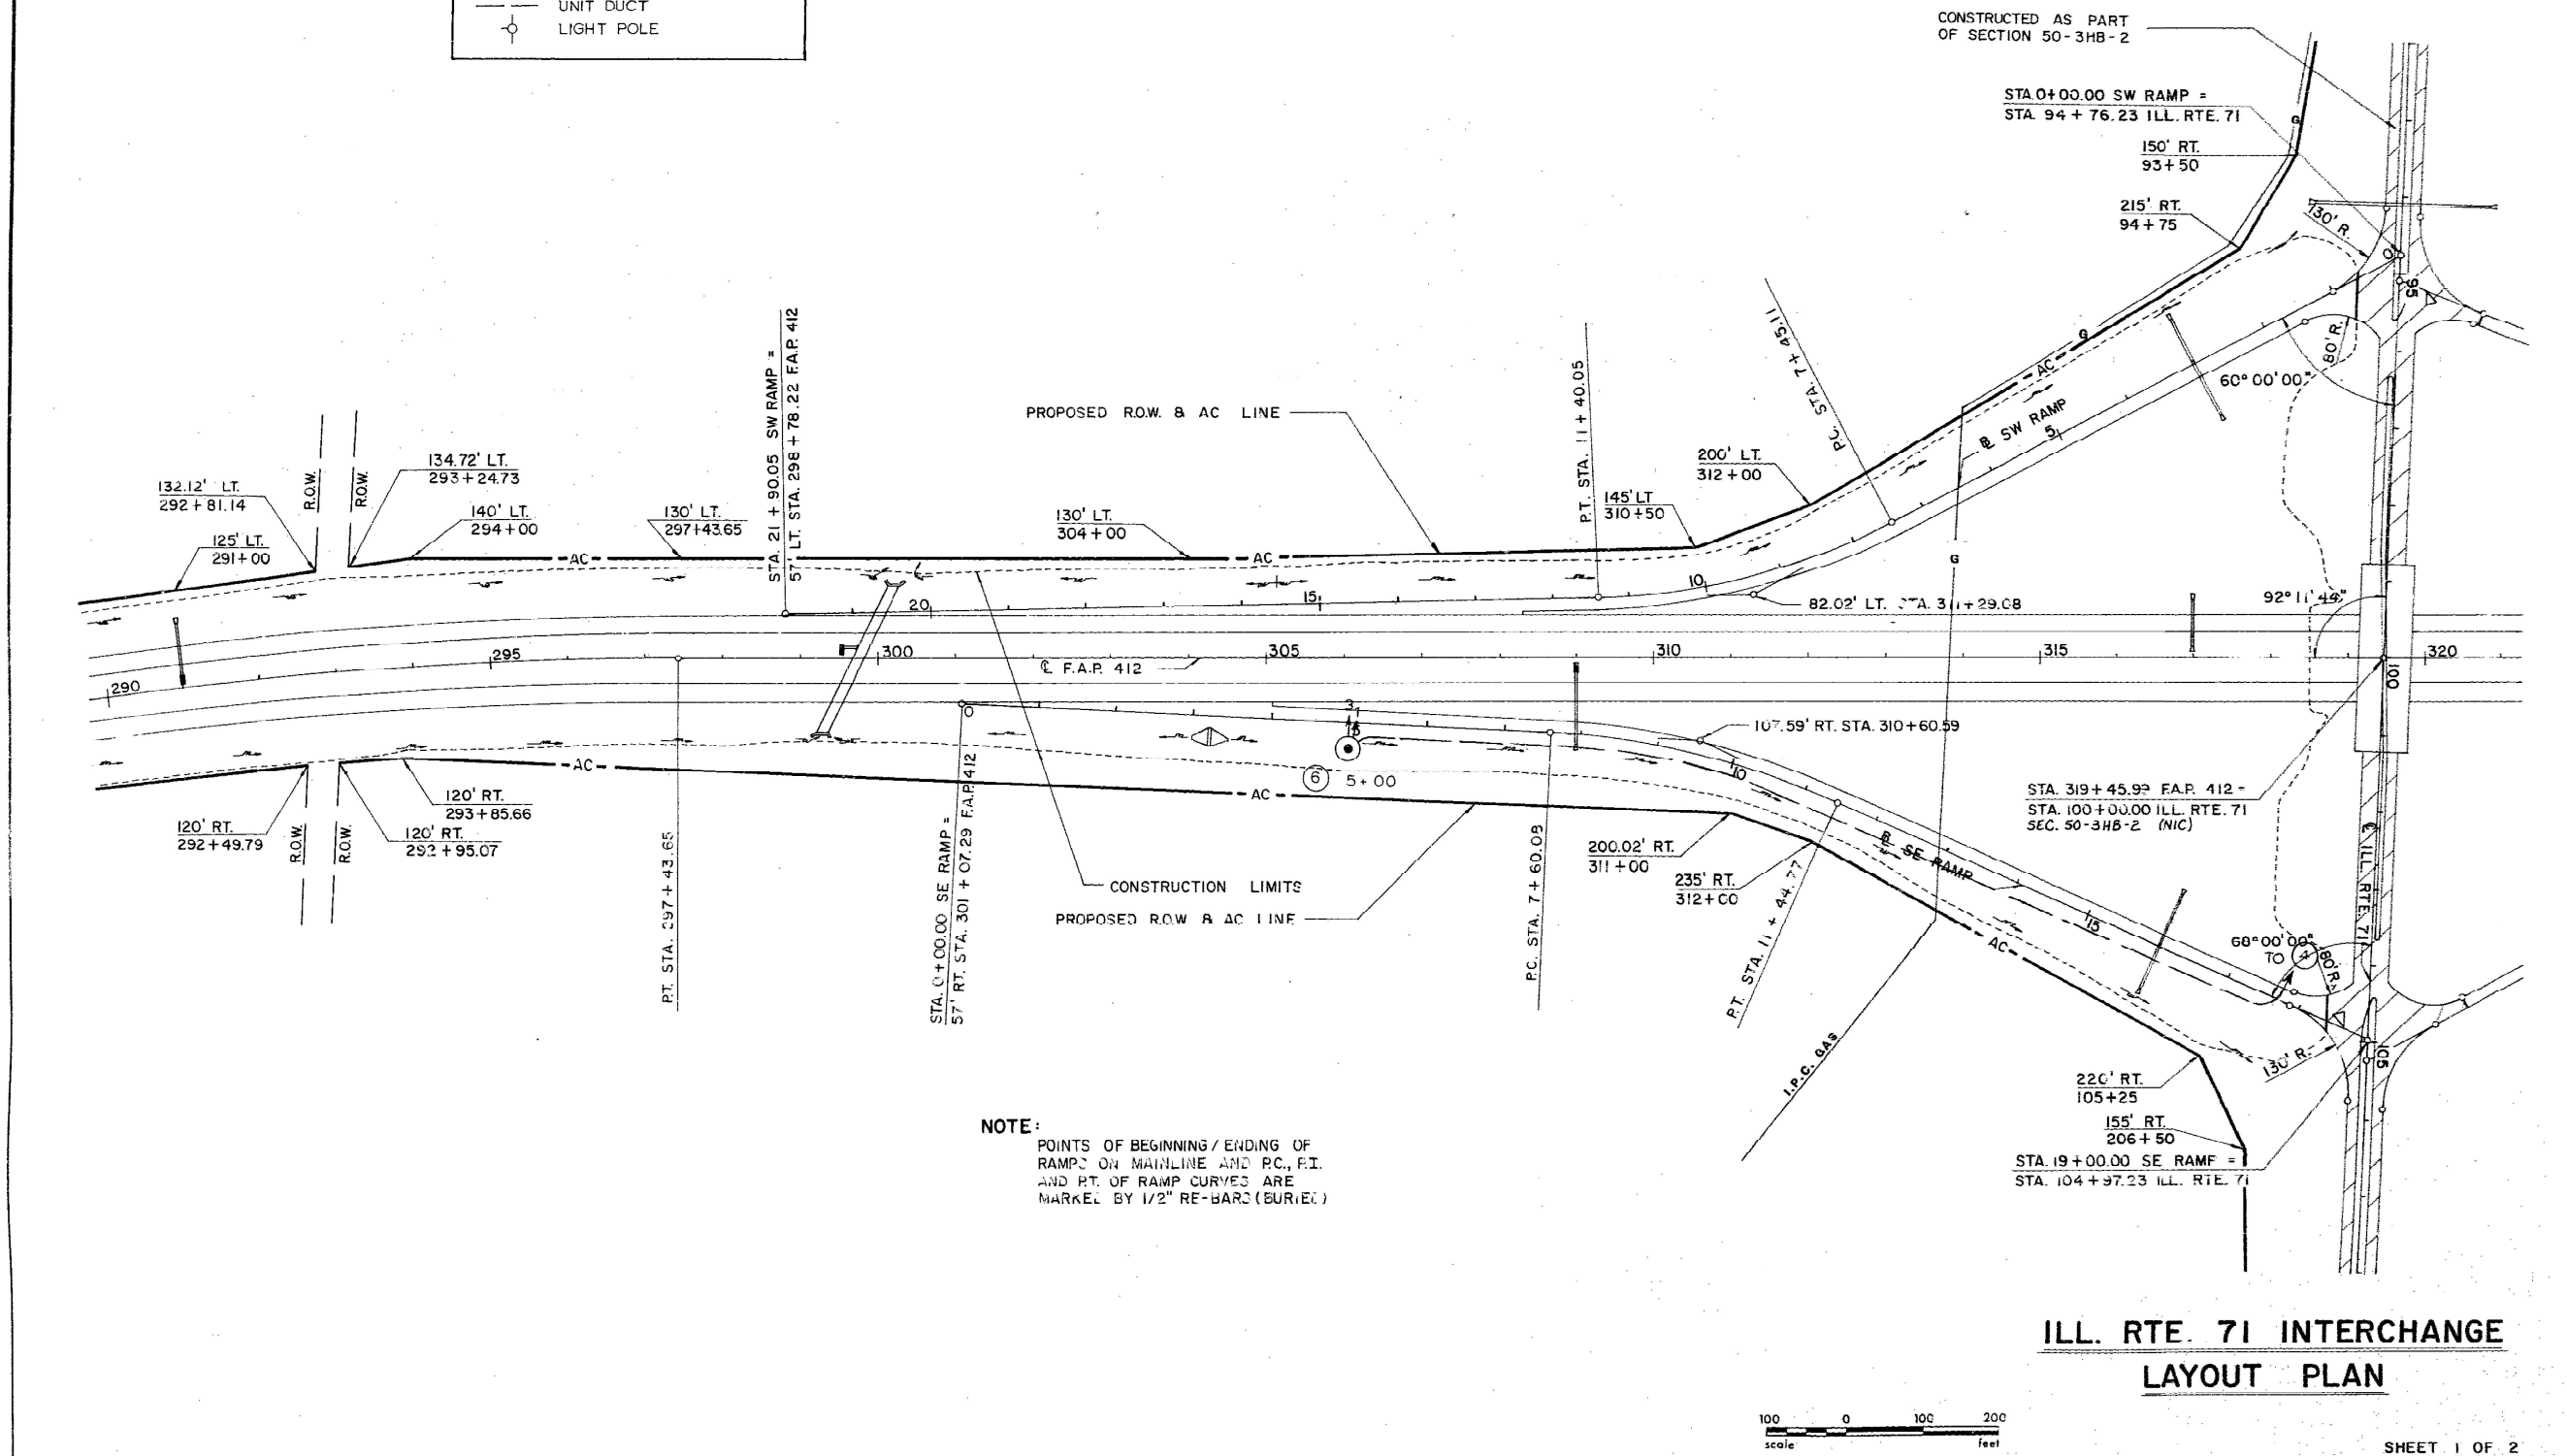 UNIT DUCT
LIGHT POLE
CONSTRUCTED AS PART
OF SECTION 50-3HB-2
STA. 0+00.00 SW RAMP =
STA. 94+76.23 ILL. RTE. 71
150' RT.
93+50
215' RT.
94+75
130' R.
G
0
95
80' R.
60° 00' 00"
G
AC
℄ SW RAMP
5
P.C. STA. 7+45.11
P.T. STA. 11+40.05
STA. 21+90.05 SW RAMP =
57' LT. STA. 298+78.22 F.A.P. 412
PROPOSED R.O.W. & AC LINE
200' LT.
312+00
145' LT
310+50
134.72' LT.
293+24.73
132.12' LT.
292+81.14
R.O.W.
R.O.W.
140' LT.
294+00
130' LT.
297+43.65
130' LT.
304+00
125' LT.
291+00
AC
AC
G
20
15
10
82.02' LT. STA. 311+29.08
92° 11' 44"
290
295
300
305
310
315
320
100
℄ F.A.P. 412
0
3
107.59' RT. STA. 310+60.59
10
6
5+00
AC
AC
120' RT.
293+85.66
120' RT.
292+49.79
120' RT.
292+95.07
R.O.W.
R.O.W.
P.T. STA. 297+43.65
STA. 0+00.00 SE RAMP =
57' RT. STA. 301+07.29 F.A.P. 412
CONSTRUCTION LIMITS
PROPOSED R.O.W & AC LINE
P.C. STA. 7+60.08
200.02' RT.
311+00
235' RT.
312+00
P.T. STA. 11+44.77
℄ SE RAMP
15
AC
I.P.C. GAS
STA. 319+45.99 F.A.P. 412 =
STA. 100+00.00 ILL. RTE. 71
SEC. 50-3HB-2 (NIC)
℄ ILL RTE 71
68° 00' 00"
TO 4
80' R.
130' R.
105
220' RT.
105+25
155' RT.
206+50
STA. 19+00.00 SE RAMP =
STA. 104+97.23 ILL. RTE. 71
NOTE:
POINTS OF BEGINNING / ENDING OF
RAMPS ON MAINLINE AND P.C., P.I.
AND P.T. OF RAMP CURVES ARE
MARKED BY 1/2" RE-BARS (BURIED)
ILL. RTE. 71 INTERCHANGE
LAYOUT PLAN
100 0 100 200
scale feet
SHEET 1 OF 2